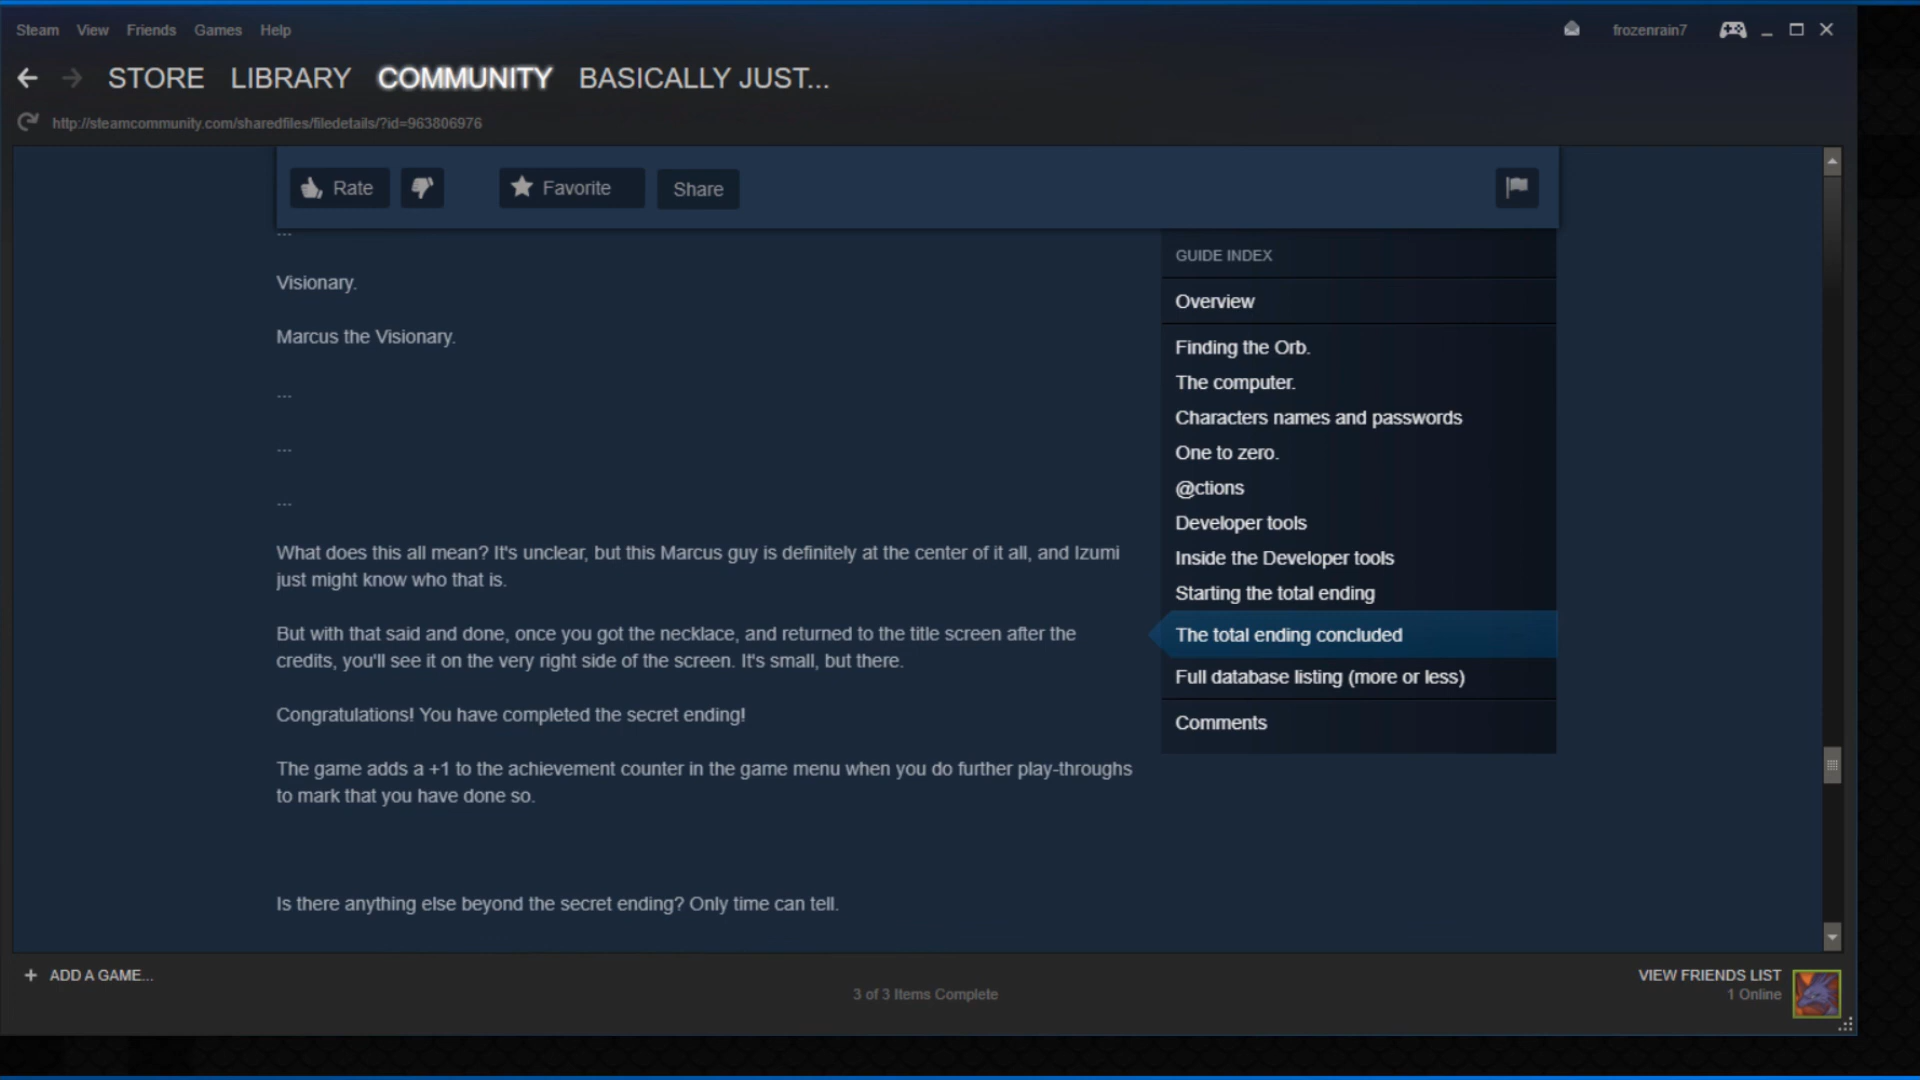 Steam View Friends Games Help frozenrain7
STORE LIBRARY COMMUNITY BASICALLY JUST...
http://steamcommunity.com/sharedfiles/filedetails/?id=963806976
Rate Favorite Share
...
Visionary.
Marcus the Visionary.
...
...
...
What does this all mean? It's unclear, but this Marcus guy is definitely at the center of it all, and Izumi
just might know who that is.
But with that said and done, once you got the necklace, and returned to the title screen after the
credits, you'll see it on the very right side of the screen. It's small, but there.
Congratulations! You have completed the secret ending!
The game adds a +1 to the achievement counter in the game menu when you do further play-throughs
to mark that you have done so.
Is there anything else beyond the secret ending? Only time can tell.
GUIDE INDEX
Overview
Finding the Orb.
The computer.
Characters names and passwords
One to zero.
@ctions
Developer tools
Inside the Developer tools
Starting the total ending
The total ending concluded
Full database listing (more or less)
Comments
+ ADD A GAME...
3 of 3 Items Complete
VIEW FRIENDS LIST
1 Online